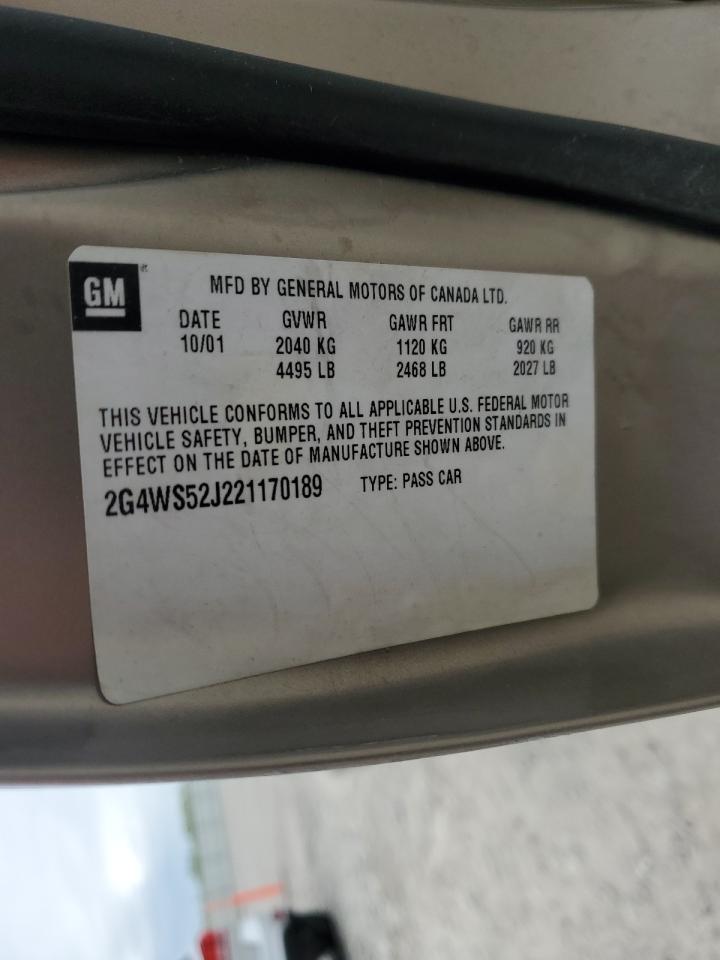 GM
MFD BY GENERAL MOTORS OF CANADA LTD.
DATE GVWR GAWR FRT GAWR RR
10/01 2040 KG 1120 KG 920 KG
4495 LB 2468 LB 2027 LB
THIS VEHICLE CONFORMS TO ALL APPLICABLE U.S. FEDERAL MOTOR
VEHICLE SAFETY, BUMPER, AND THEFT PREVENTION STANDARDS IN
EFFECT ON THE DATE OF MANUFACTURE SHOWN ABOVE.
2G4WS52J221170189 TYPE: PASS CAR